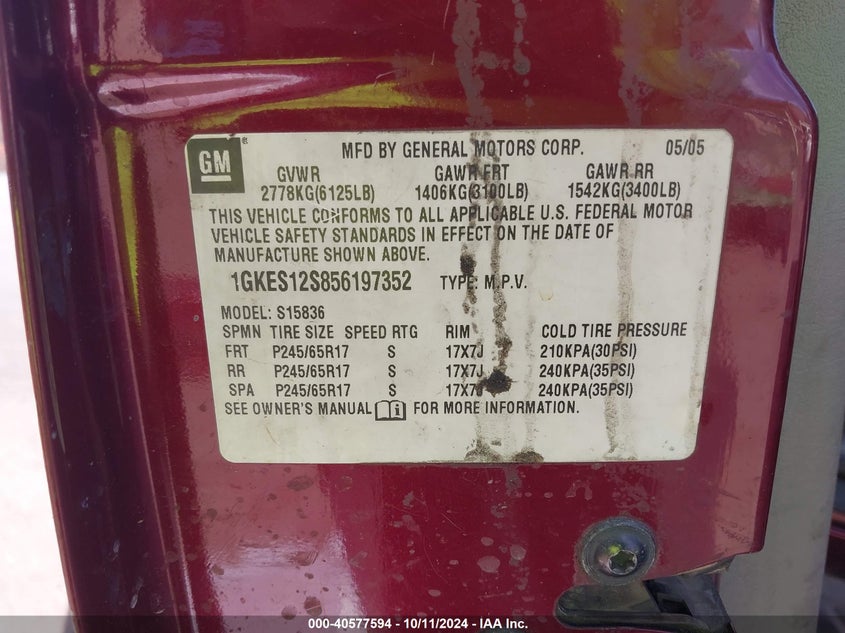 GM
MFD BY GENERAL MOTORS CORP. 05/05
GVWR GAWR FRT GAWR RR
2778KG(6125LB) 1406KG(3100LB) 1542KG(3400LB)
THIS VEHICLE CONFORMS TO ALL APPLICABLE U.S. FEDERAL MOTOR
VEHICLE SAFETY STANDARDS IN EFFECT ON THE DATE OF
MANUFACTURE SHOWN ABOVE.
1GKES12S856197352 TYPE: M.P.V.
MODEL: S15836
SPMN TIRE SIZE SPEED RTG RIM COLD TIRE PRESSURE
FRT P245/65R17 S 17X7J 210KPA(30PSI)
RR P245/65R17 S 17X7J 240KPA(35PSI)
SPA P245/65R17 S 17X7J 240KPA(35PSI)
SEE OWNER'S MANUAL i FOR MORE INFORMATION.
000-40577594 - 10/11/2024 - IAA Inc.